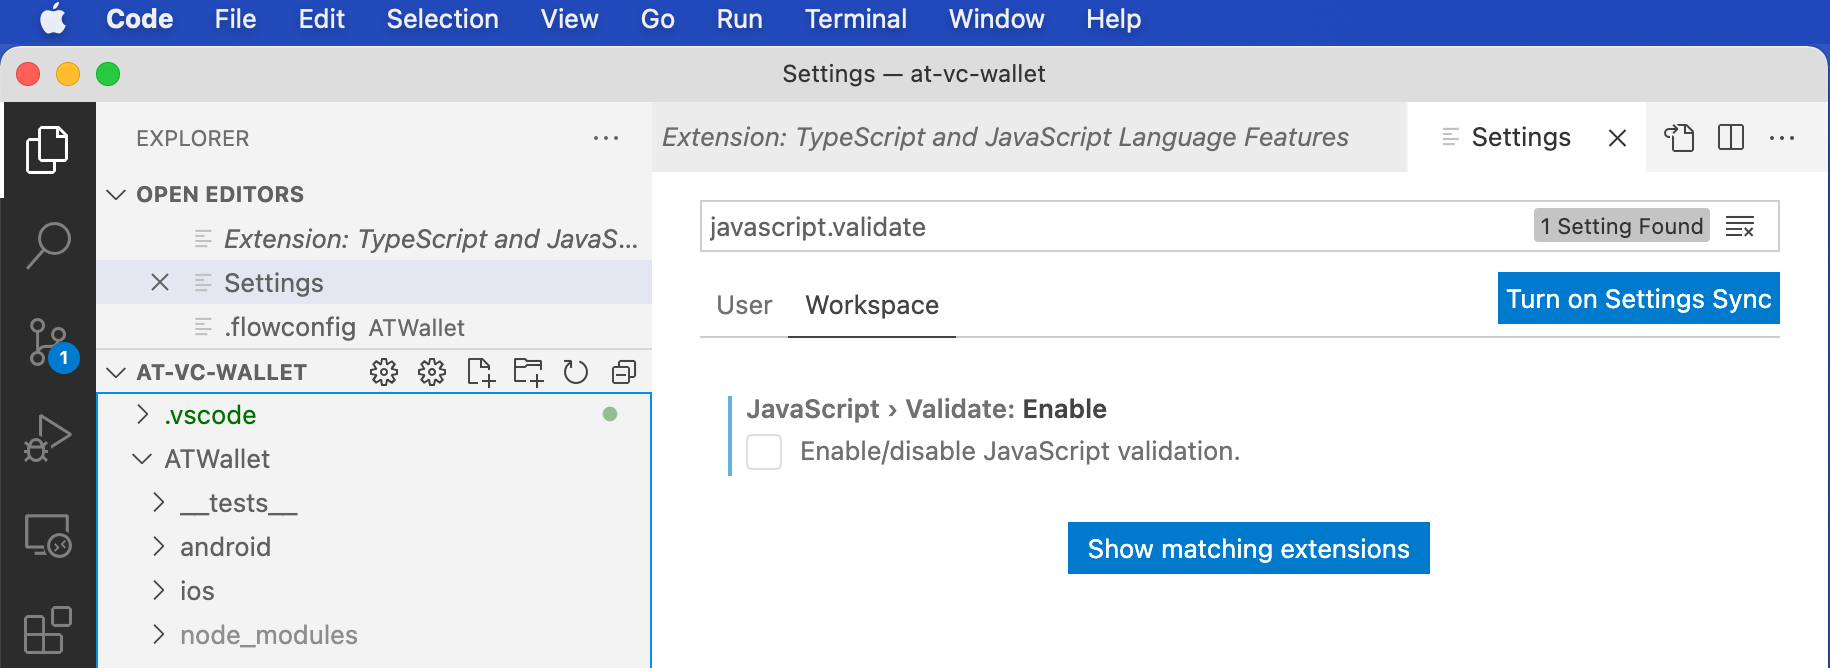 Code File Edit Selection View Go Run Terminal Window Help
Settings — at-vc-wallet
EXPLORER
Extension: TypeScript and JavaScript Language Features
Settings
OPEN EDITORS
Extension: TypeScript and JavaS...
Settings
.flowconfig ATWallet
1
AT-VC-WALLET
.vscode
ATWallet
__tests__
android
ios
node_modules
javascript.validate
1 Setting Found
User
Workspace
Turn on Settings Sync
JavaScript › Validate: Enable
Enable/disable JavaScript validation.
Show matching extensions